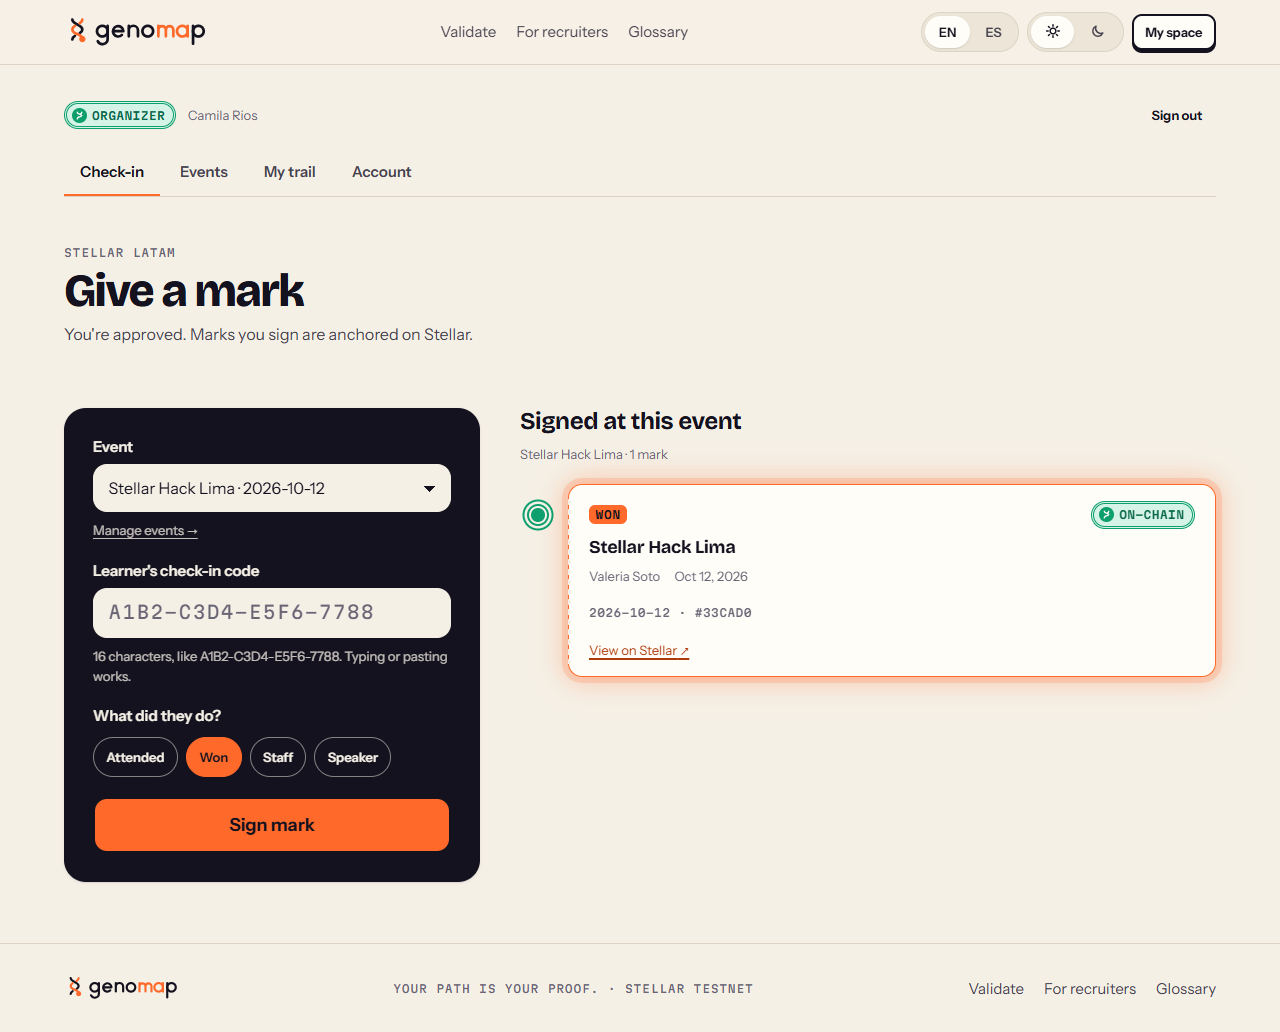 genomap
Validate
For recruiters
Glossary
EN
ES
My space
ORGANIZER
Camila Rios
Sign out
Check-in
Events
My trail
Account
STELLAR LATAM
Give a mark
You're approved. Marks you sign are anchored on Stellar.
Event
Stellar Hack Lima · 2026-10-12
Manage events →
Learner's check-in code
A1B2-C3D4-E5F6-7788
16 characters, like A1B2-C3D4-E5F6-7788. Typing or pasting
works.
What did they do?
Attended
Won
Staff
Speaker
Sign mark
Signed at this event
Stellar Hack Lima · 1 mark
WON
ON-CHAIN
Stellar Hack Lima
Valeria Soto Oct 12, 2026
2026-10-12 · #33CAD0
View on Stellar ↗
genomap
YOUR PATH IS YOUR PROOF. · STELLAR TESTNET
Validate
For recruiters
Glossary